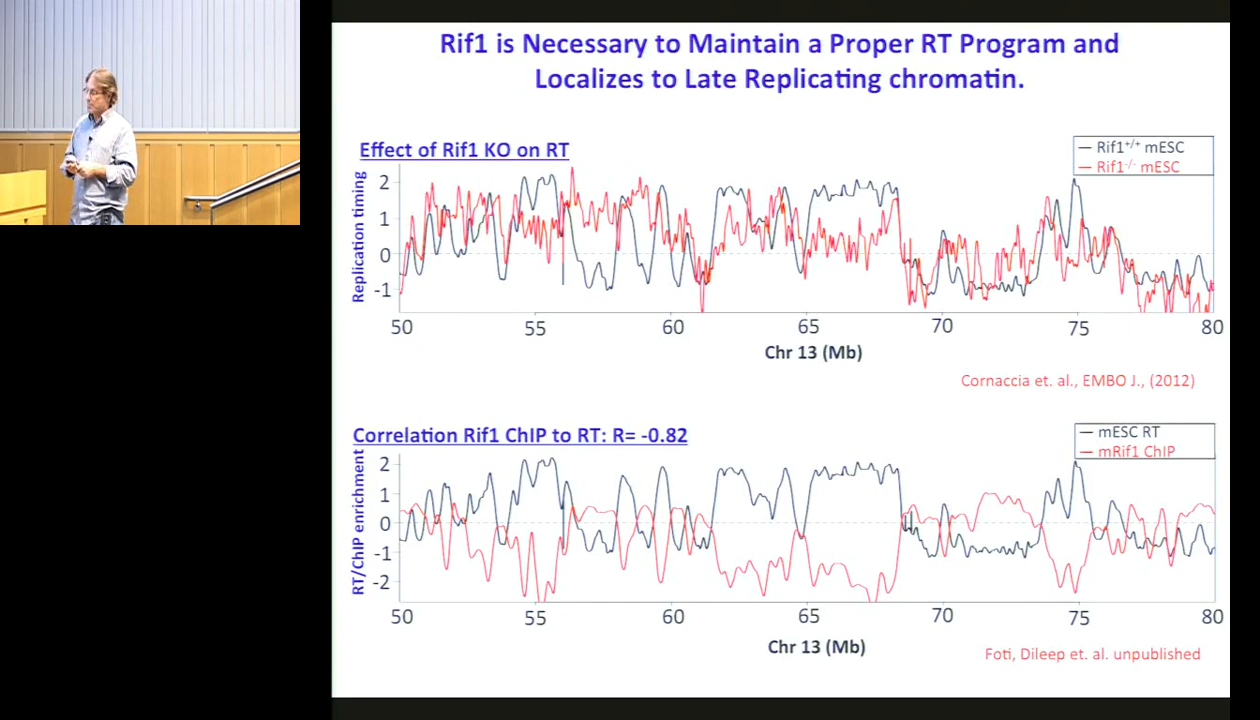 Rif1 is Necessary to Maintain a Proper RT Program and
Localizes to Late Replicating chromatin.
Effect of Rif1 KO on RT
Rif1+/+ mESC
Rif1-/- mESC
Replication timing
2
1
0
-1
50 55 60 65 70 75 80
Chr 13 (Mb)
Cornaccia et. al., EMBO J., (2012)
Correlation Rif1 ChIP to RT: R= -0.82
mESC RT
mRif1 ChIP
RT/ChIP enrichment
2
1
0
-1
-2
50 55 60 65 70 75 80
Chr 13 (Mb)
Foti, Dileep et. al. unpublished